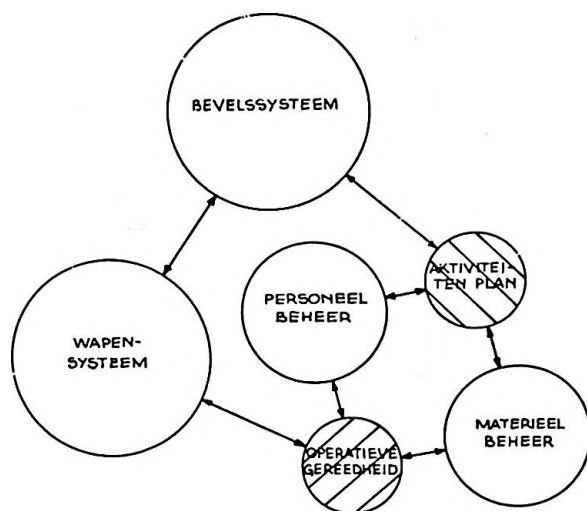 BEVELSSYSTEEM
AKTIVITEI-
TEN PLAN
PERSONEEL
BEHEER
WAPEN-
SYSTEEM
MATERIEEL
BEHEER
OPERATIEVE
GEREEDHEID